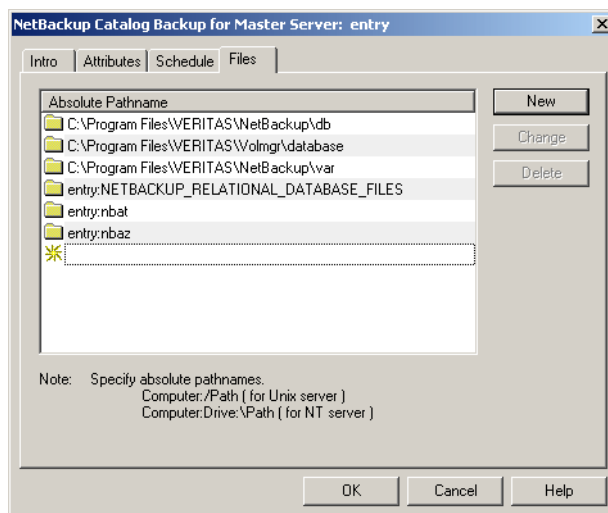 NetBackup Catalog Backup for Master Server: entry
Intro Attributes Schedule Files
Absolute Pathname
C:\Program Files\VERITAS\NetBackup\db
C:\Program Files\VERITAS\Volmgr\database
C:\Program Files\VERITAS\NetBackup\var
entry:NETBACKUP_RELATIONAL_DATABASE_FILES
entry:nbat
entry:nbaz
New
Change
Delete
Note: Specify absolute pathnames.
Computer:/Path ( for Unix server )
Computer:Drive:\Path ( for NT server )
OK Cancel Help